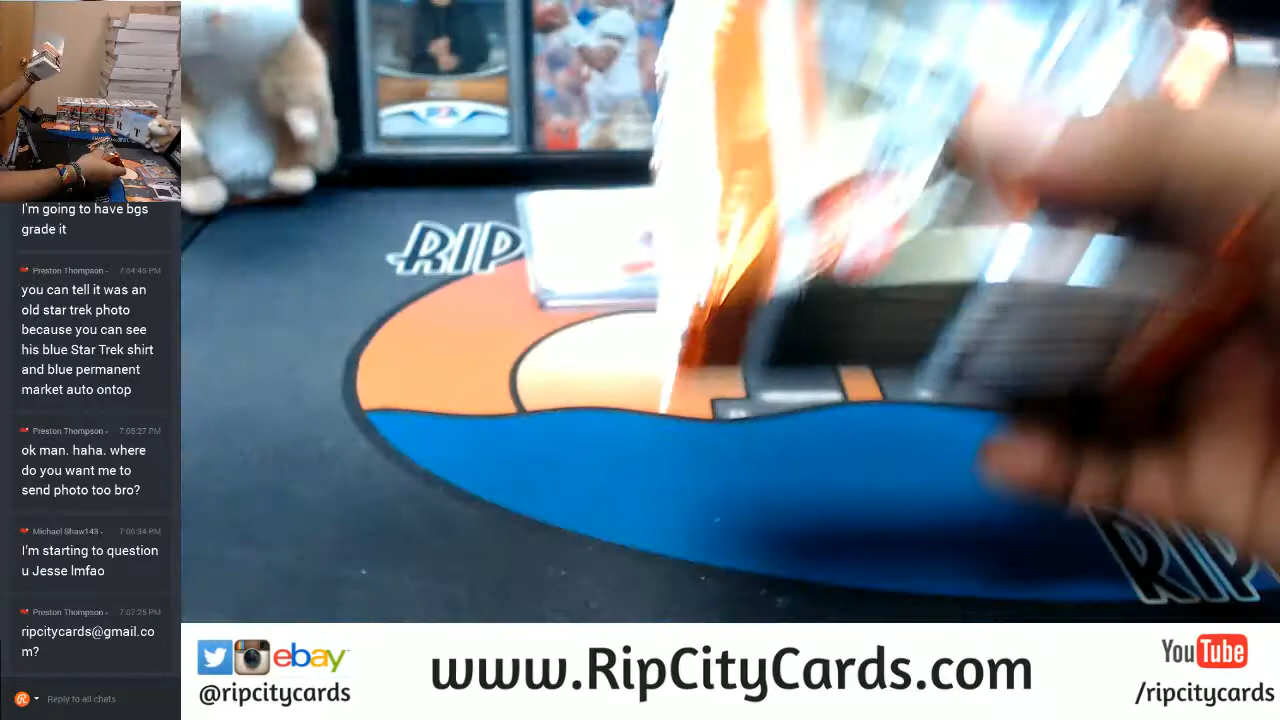 I'm going to have bgs
grade it
Preston Thompson - 7:04:45 PM
you can tell it was an
old star trek photo
because you can see
his blue Star Trek shirt
and blue permanent
market auto ontop
Preston Thompson - 7:05:27 PM
ok man. haha. where
do you want me to
send photo too bro?
Michael Shaw143 - 7:06:34 PM
I'm starting to question
u Jesse lmfao
Preston Thompson - 7:07:25 PM
ripcitycards@gmail.co
m?
Reply to all chats
RIP
RIP
ebay
@ripcitycards
www.RipCityCards.com
YouTube
/ripcitycards